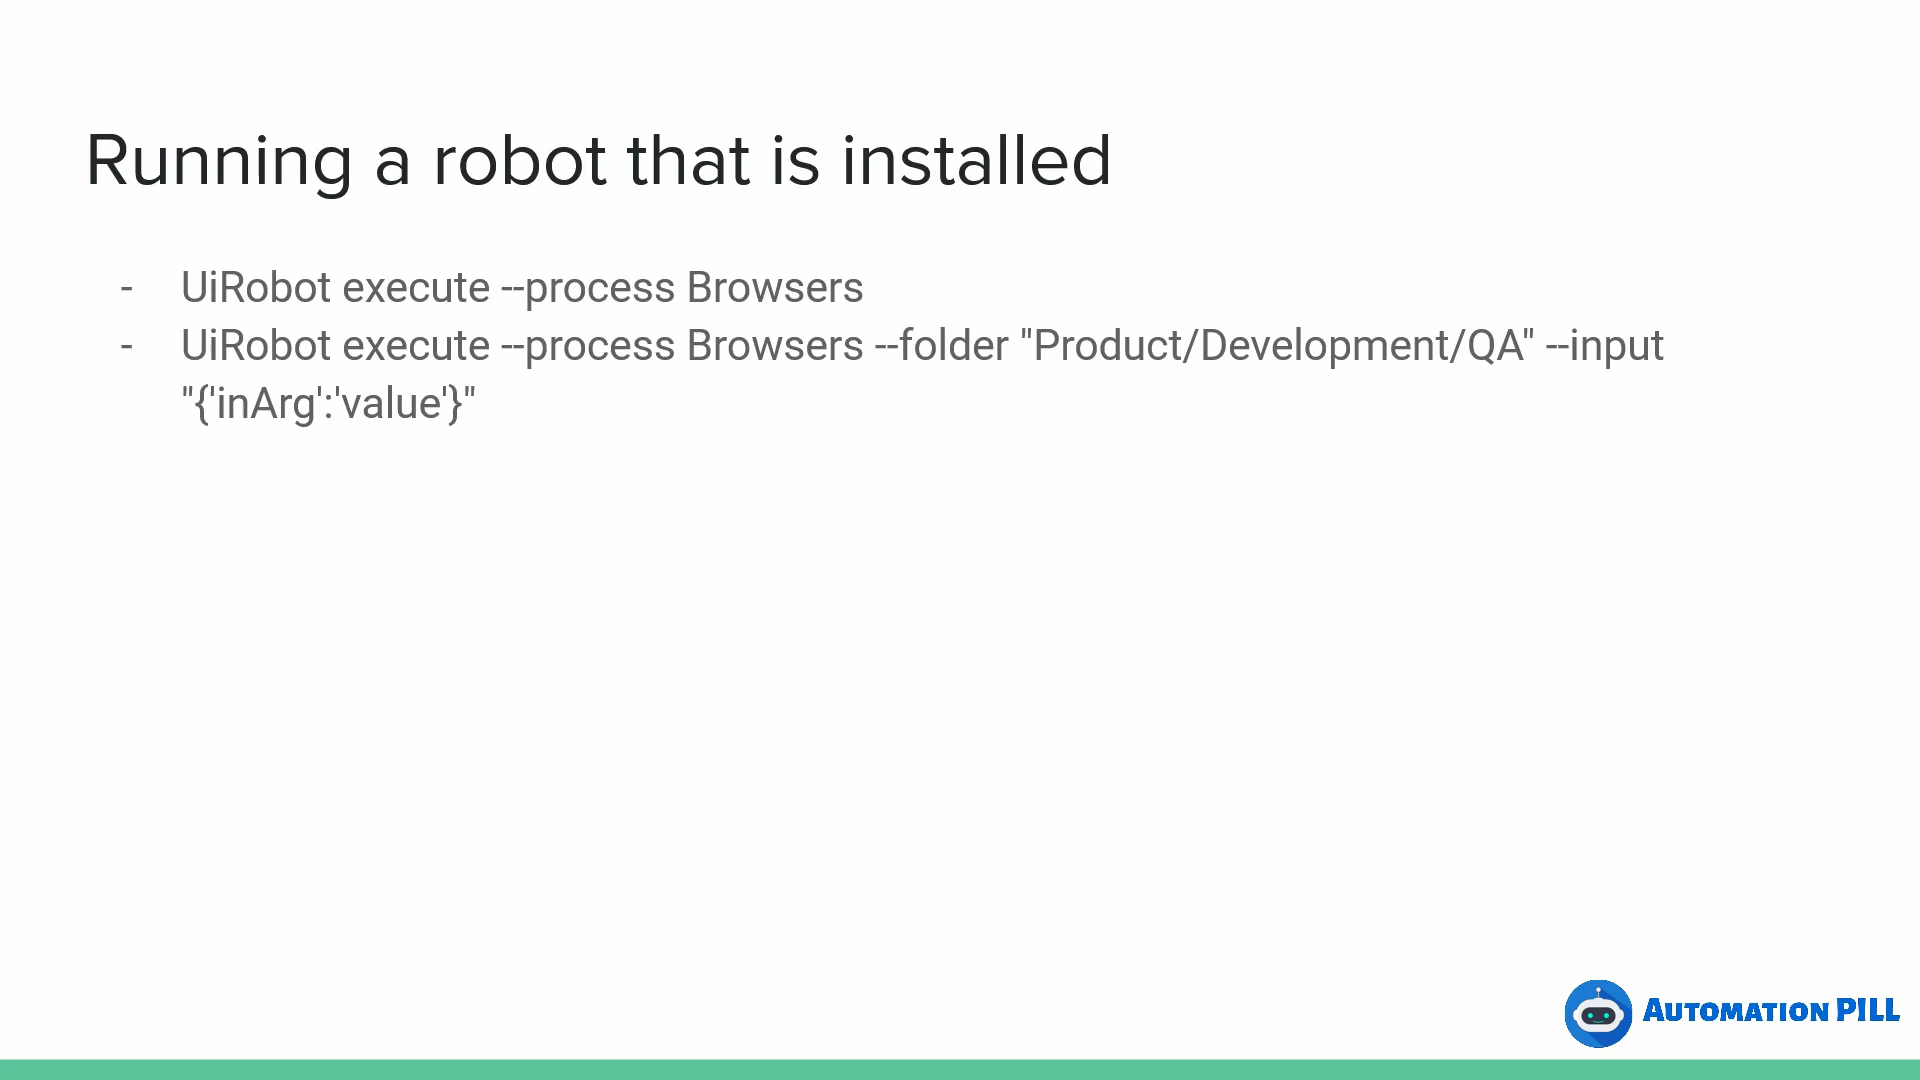 Running a robot that is installed
- UiRobot execute --process Browsers
- UiRobot execute --process Browsers --folder "Product/Development/QA" --input
"{'inArg':'value'}"
AUTOMATION PILL